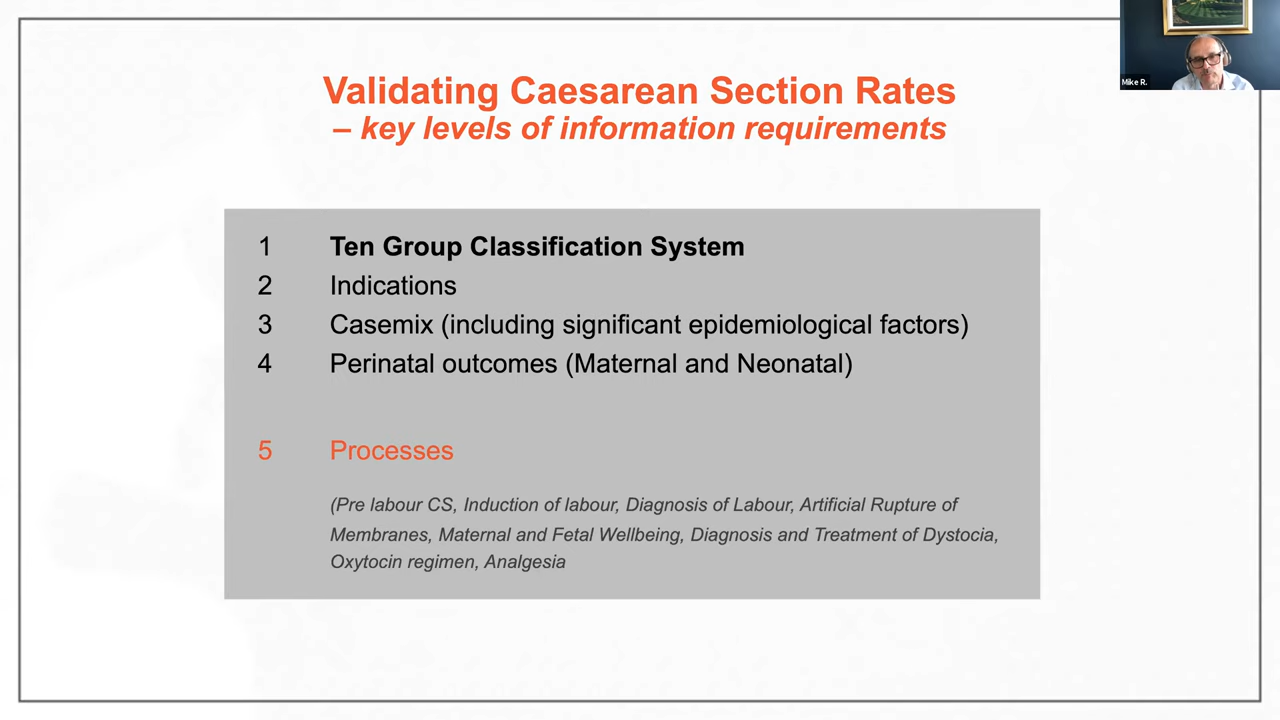 Validating Caesarean Section Rates
– key levels of information requirements
Mike R.
1 Ten Group Classification System
2 Indications
3 Casemix (including significant epidemiological factors)
4 Perinatal outcomes (Maternal and Neonatal)
5 Processes
(Pre labour CS, Induction of labour, Diagnosis of Labour, Artificial Rupture of
Membranes, Maternal and Fetal Wellbeing, Diagnosis and Treatment of Dystocia,
Oxytocin regimen, Analgesia